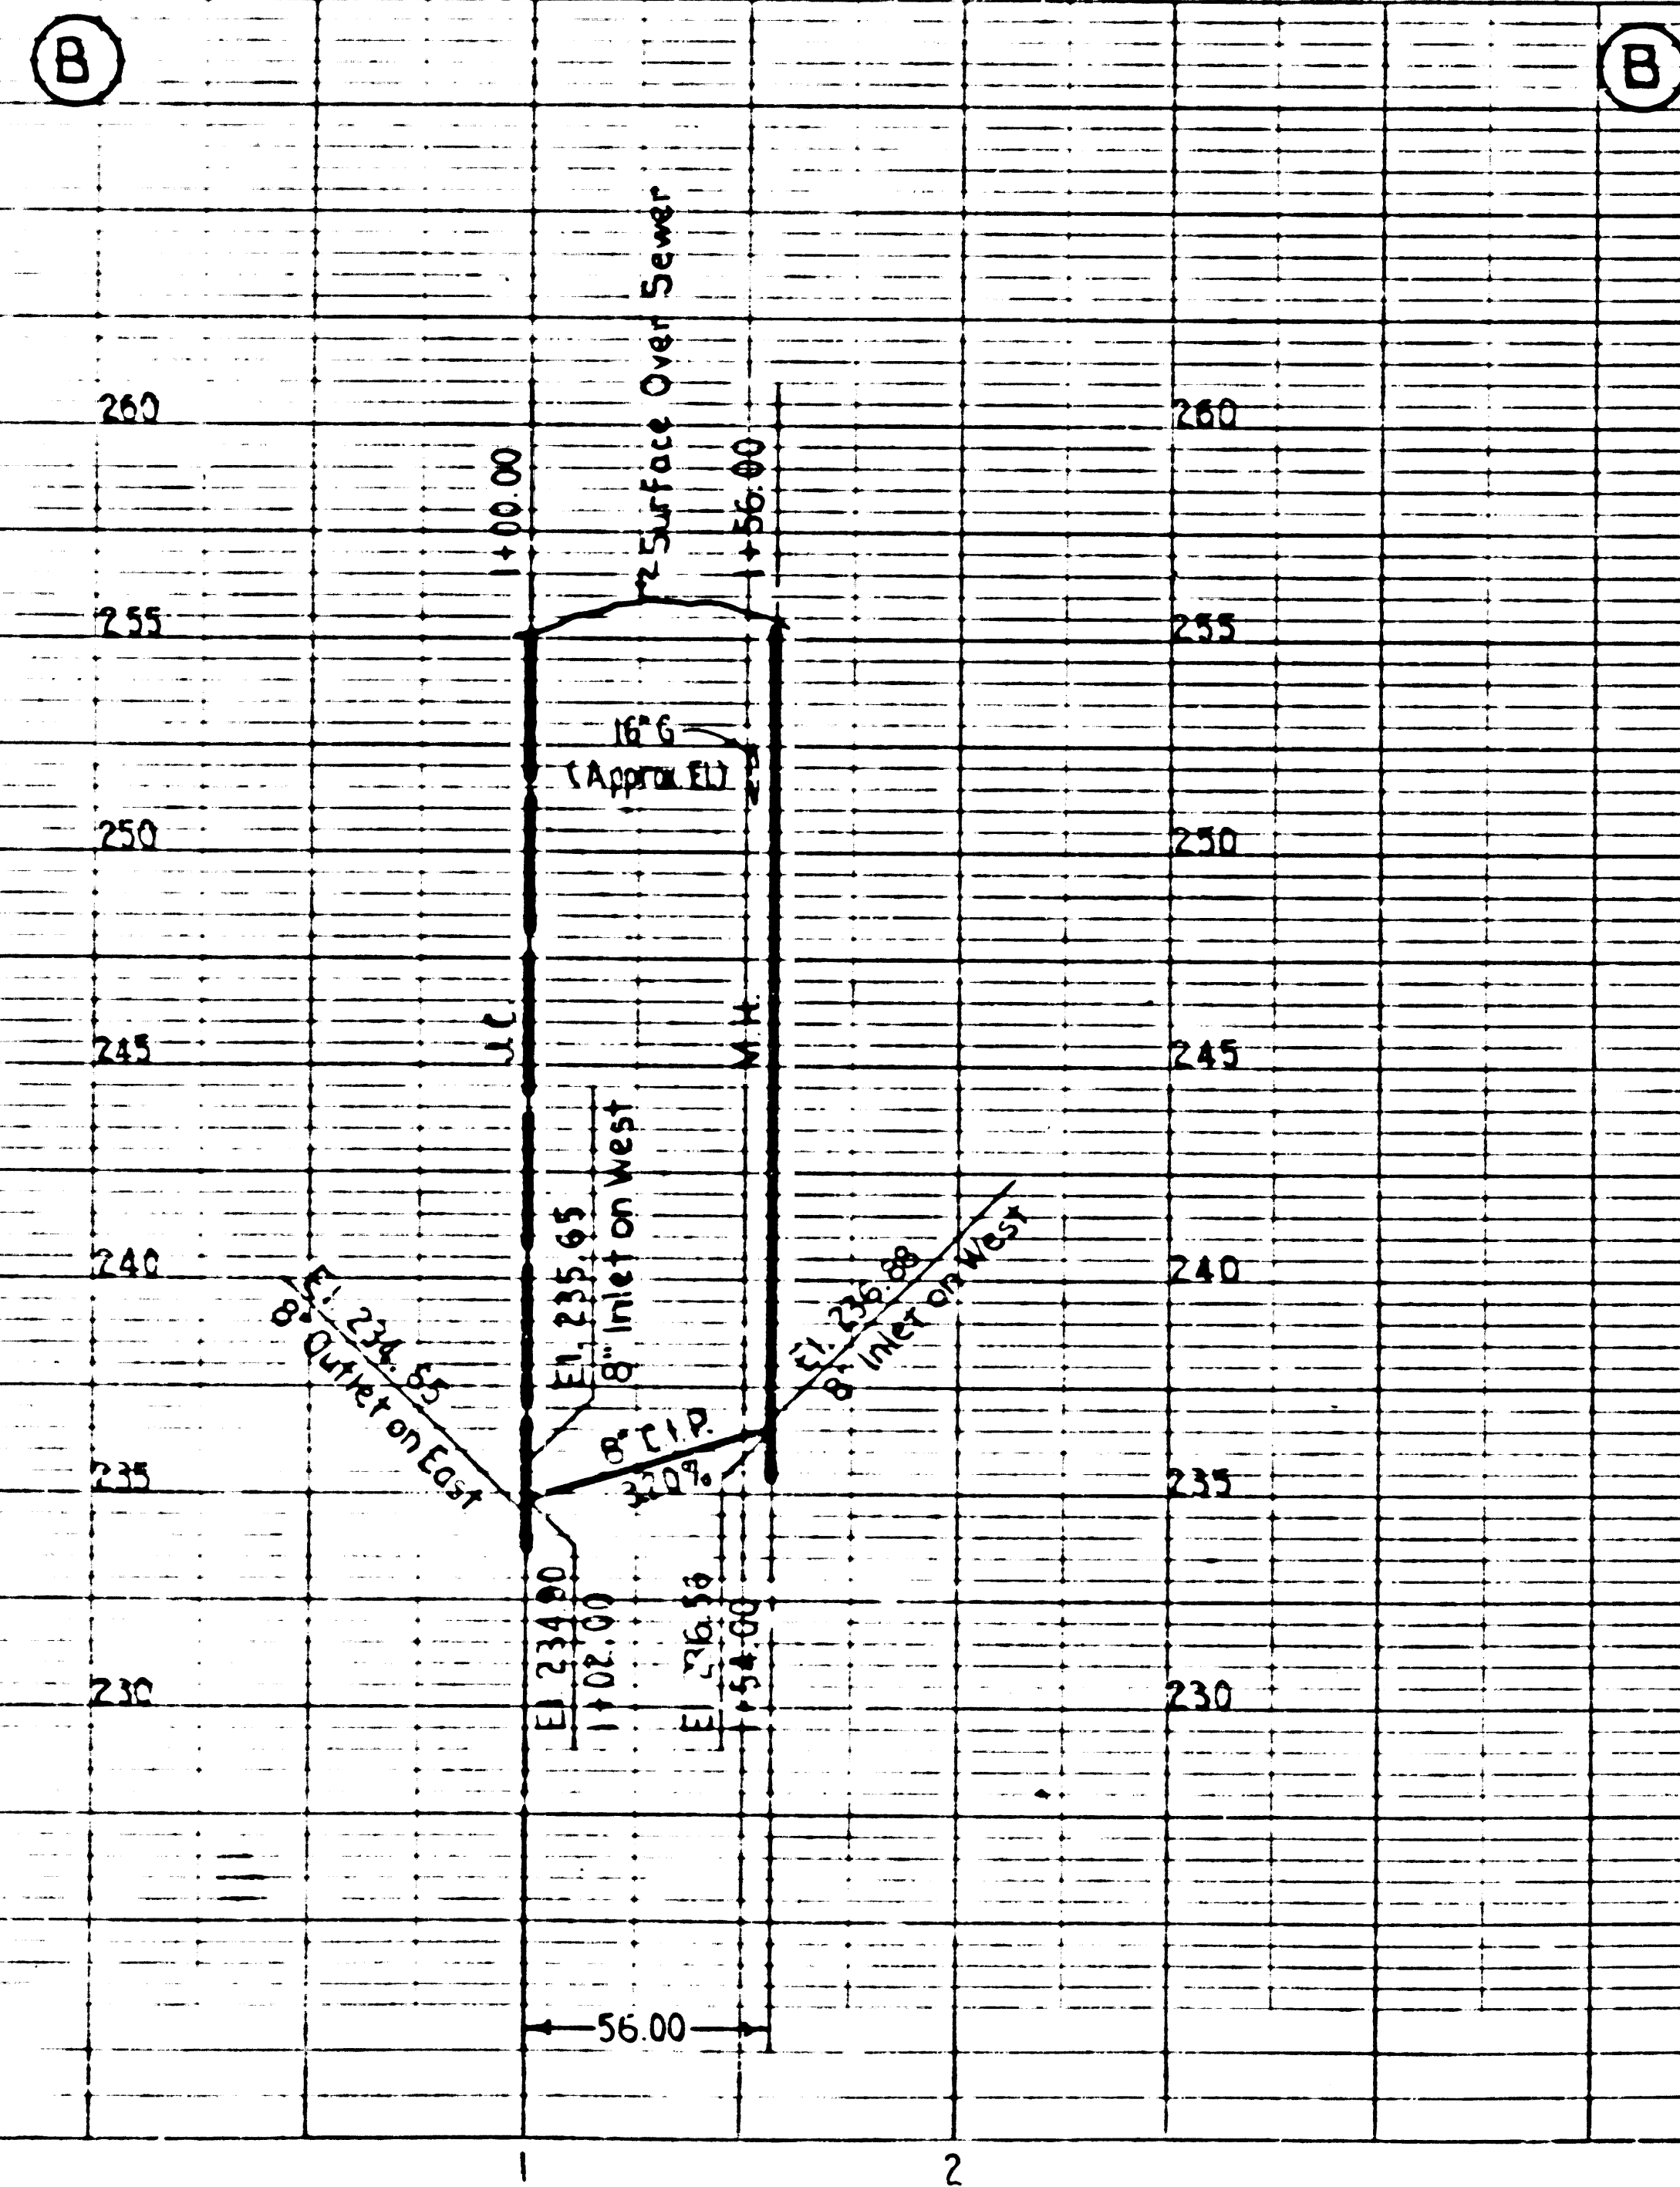 B
B
2 Surface Over Sewer
260
260
1+00.00
1+56.00
255
255
16" G
(Approx. El.)
250
250
M.H.
245
245
El. 235.65
8" Inlet on West
240
240
El. 236.88
8" Inlet on West
El. 234.65
8" Outlet on East
8" C.I.P.
3.20%
235
235
El. 234.90
1+02.00
El. 236.56
1+54.00
230
230
56.00
1
2